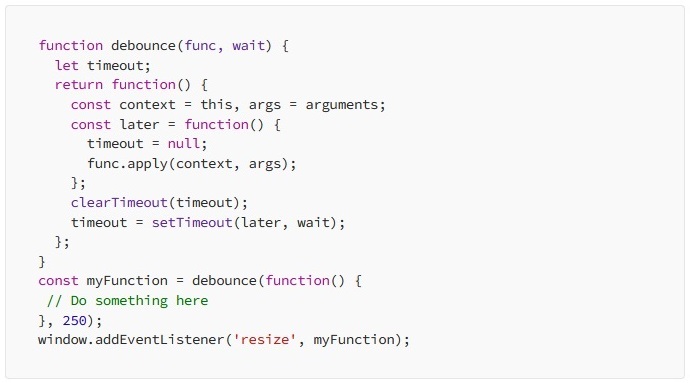 function debounce(func, wait) {
  let timeout;
  return function() {
    const context = this, args = arguments;
    const later = function() {
      timeout = null;
      func.apply(context, args);
    };
    clearTimeout(timeout);
    timeout = setTimeout(later, wait);
  };
}
const myFunction = debounce(function() {
 // Do something here
}, 250);
window.addEventListener('resize', myFunction);